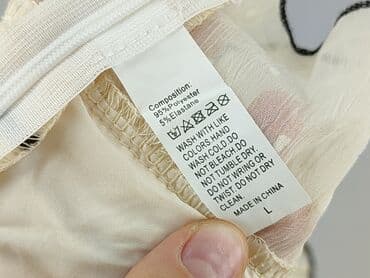 Composition:
95% Polyester
5% Elastane
WASH WITH LIKE
COLORS HAND
WASH COLD DO
NOT BLEACH. DO
NOT TUMBLE DRY.
DO NOT WRING OR
TWIST. DO NOT DRY
CLEAN.
MADE IN CHINA
L